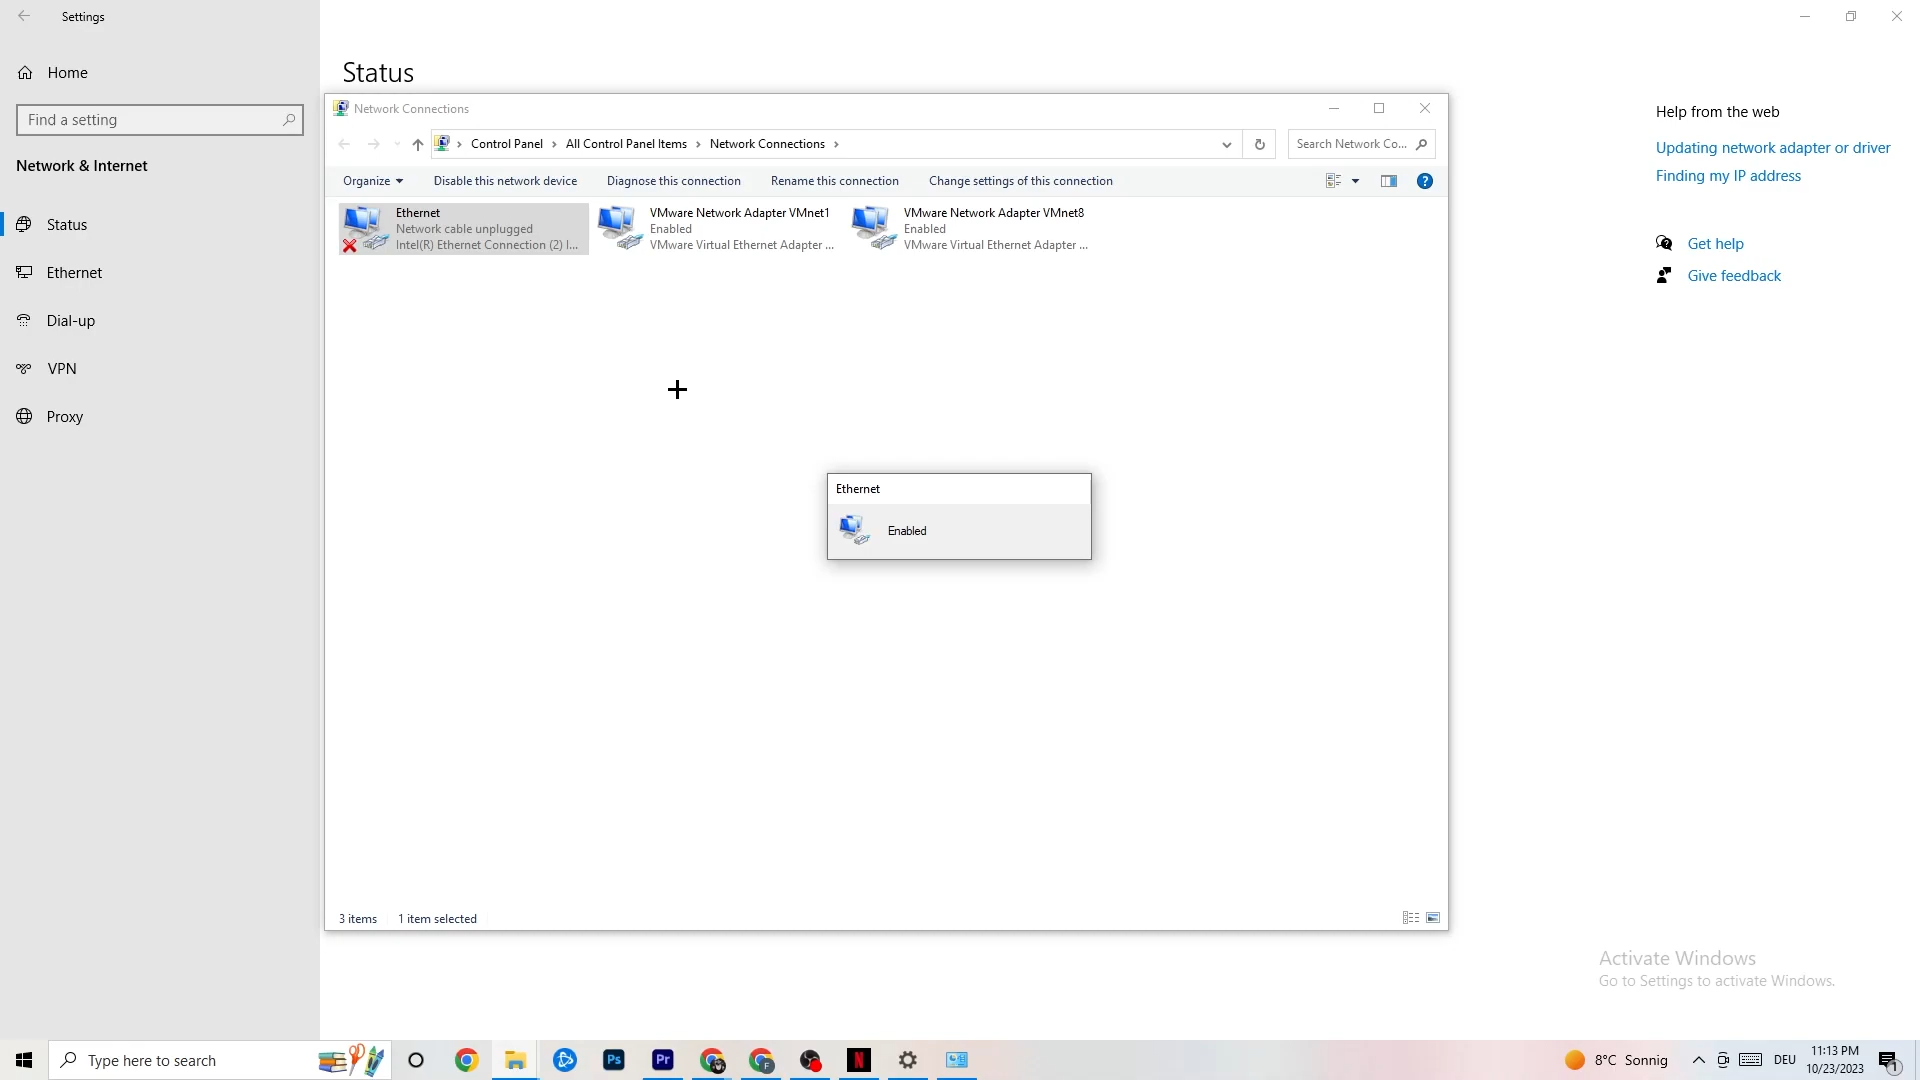 Settings
Home
Find a setting
Network & Internet
Status
Ethernet
Dial-up
VPN
Proxy
Status
Network Connections
Control Panel
All Control Panel Items
Network Connections
Search Network Co...
Organize
Disable this network device
Diagnose this connection
Rename this connection
Change settings of this connection
Ethernet
Network cable unplugged
Intel(R) Ethernet Connection (2) I...
VMware Network Adapter VMnet1
Enabled
VMware Virtual Ethernet Adapter ...
VMware Network Adapter VMnet8
Enabled
VMware Virtual Ethernet Adapter ...
Ethernet
Enabled
3 items
1 item selected
Help from the web
Updating network adapter or driver
Finding my IP address
Get help
Give feedback
Activate Windows
Go to Settings to activate Windows.
Type here to search
Ps
Pr
F
N
8°C Sonnig
DEU
11:13 PM
10/23/2023
1